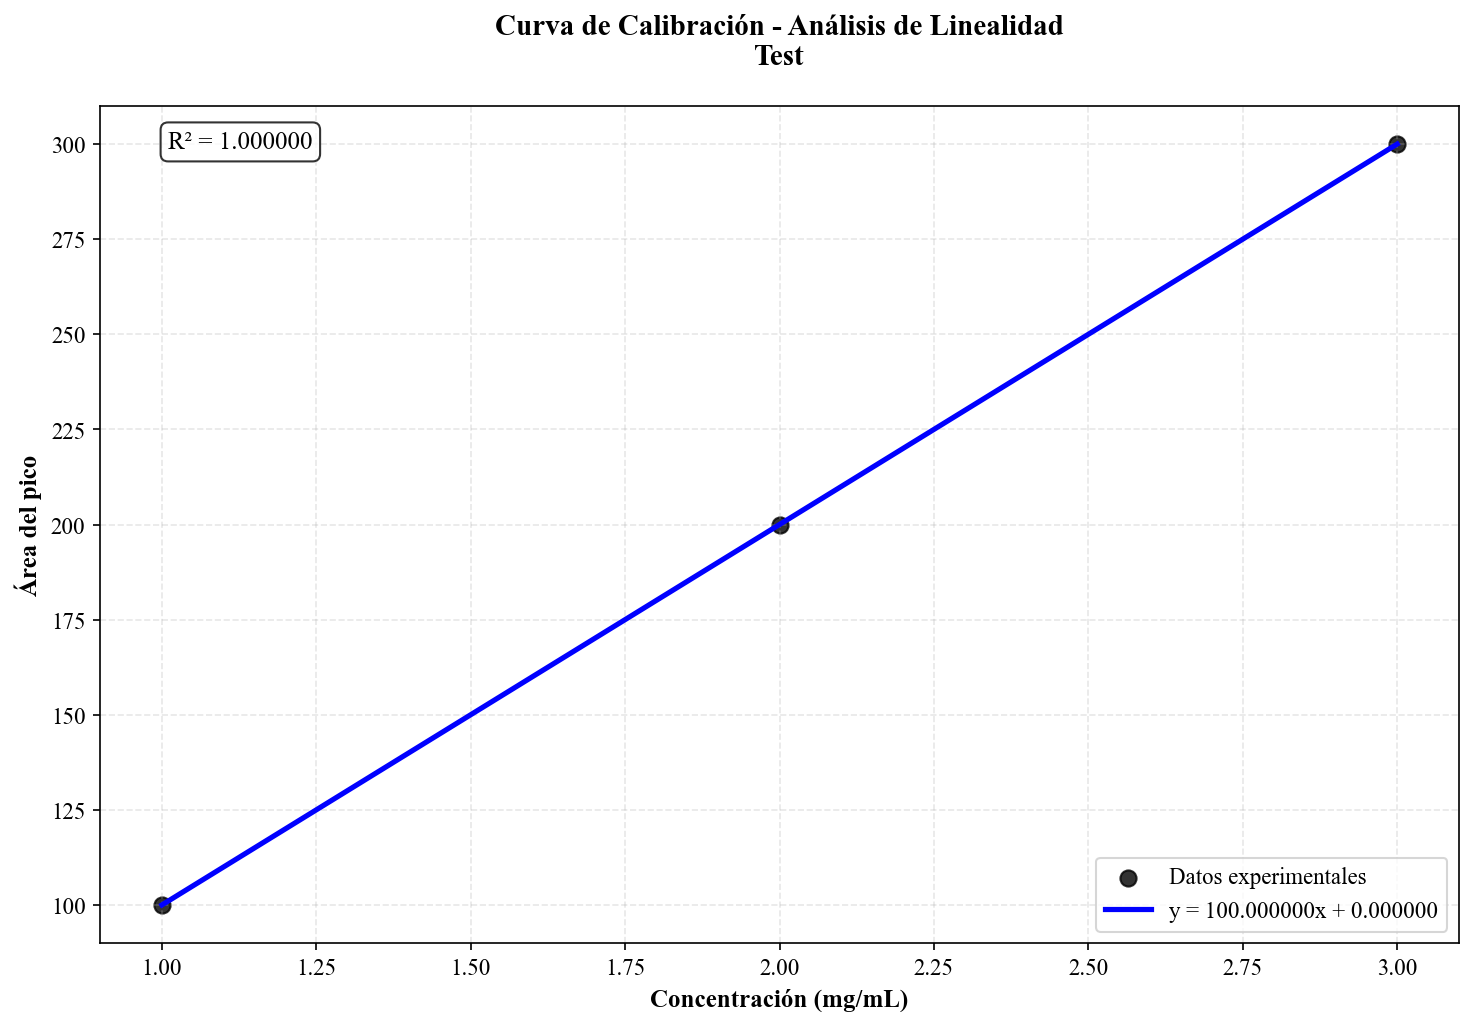 Curva de Calibración - Análisis de Linealidad
Test
R² = 1.000000
300
275
250
225
200
175
150
125
100
Área del pico
Datos experimentales
y = 100.000000x + 0.000000
1.00 1.25 1.50 1.75 2.00 2.25 2.50 2.75 3.00
Concentración (mg/mL)